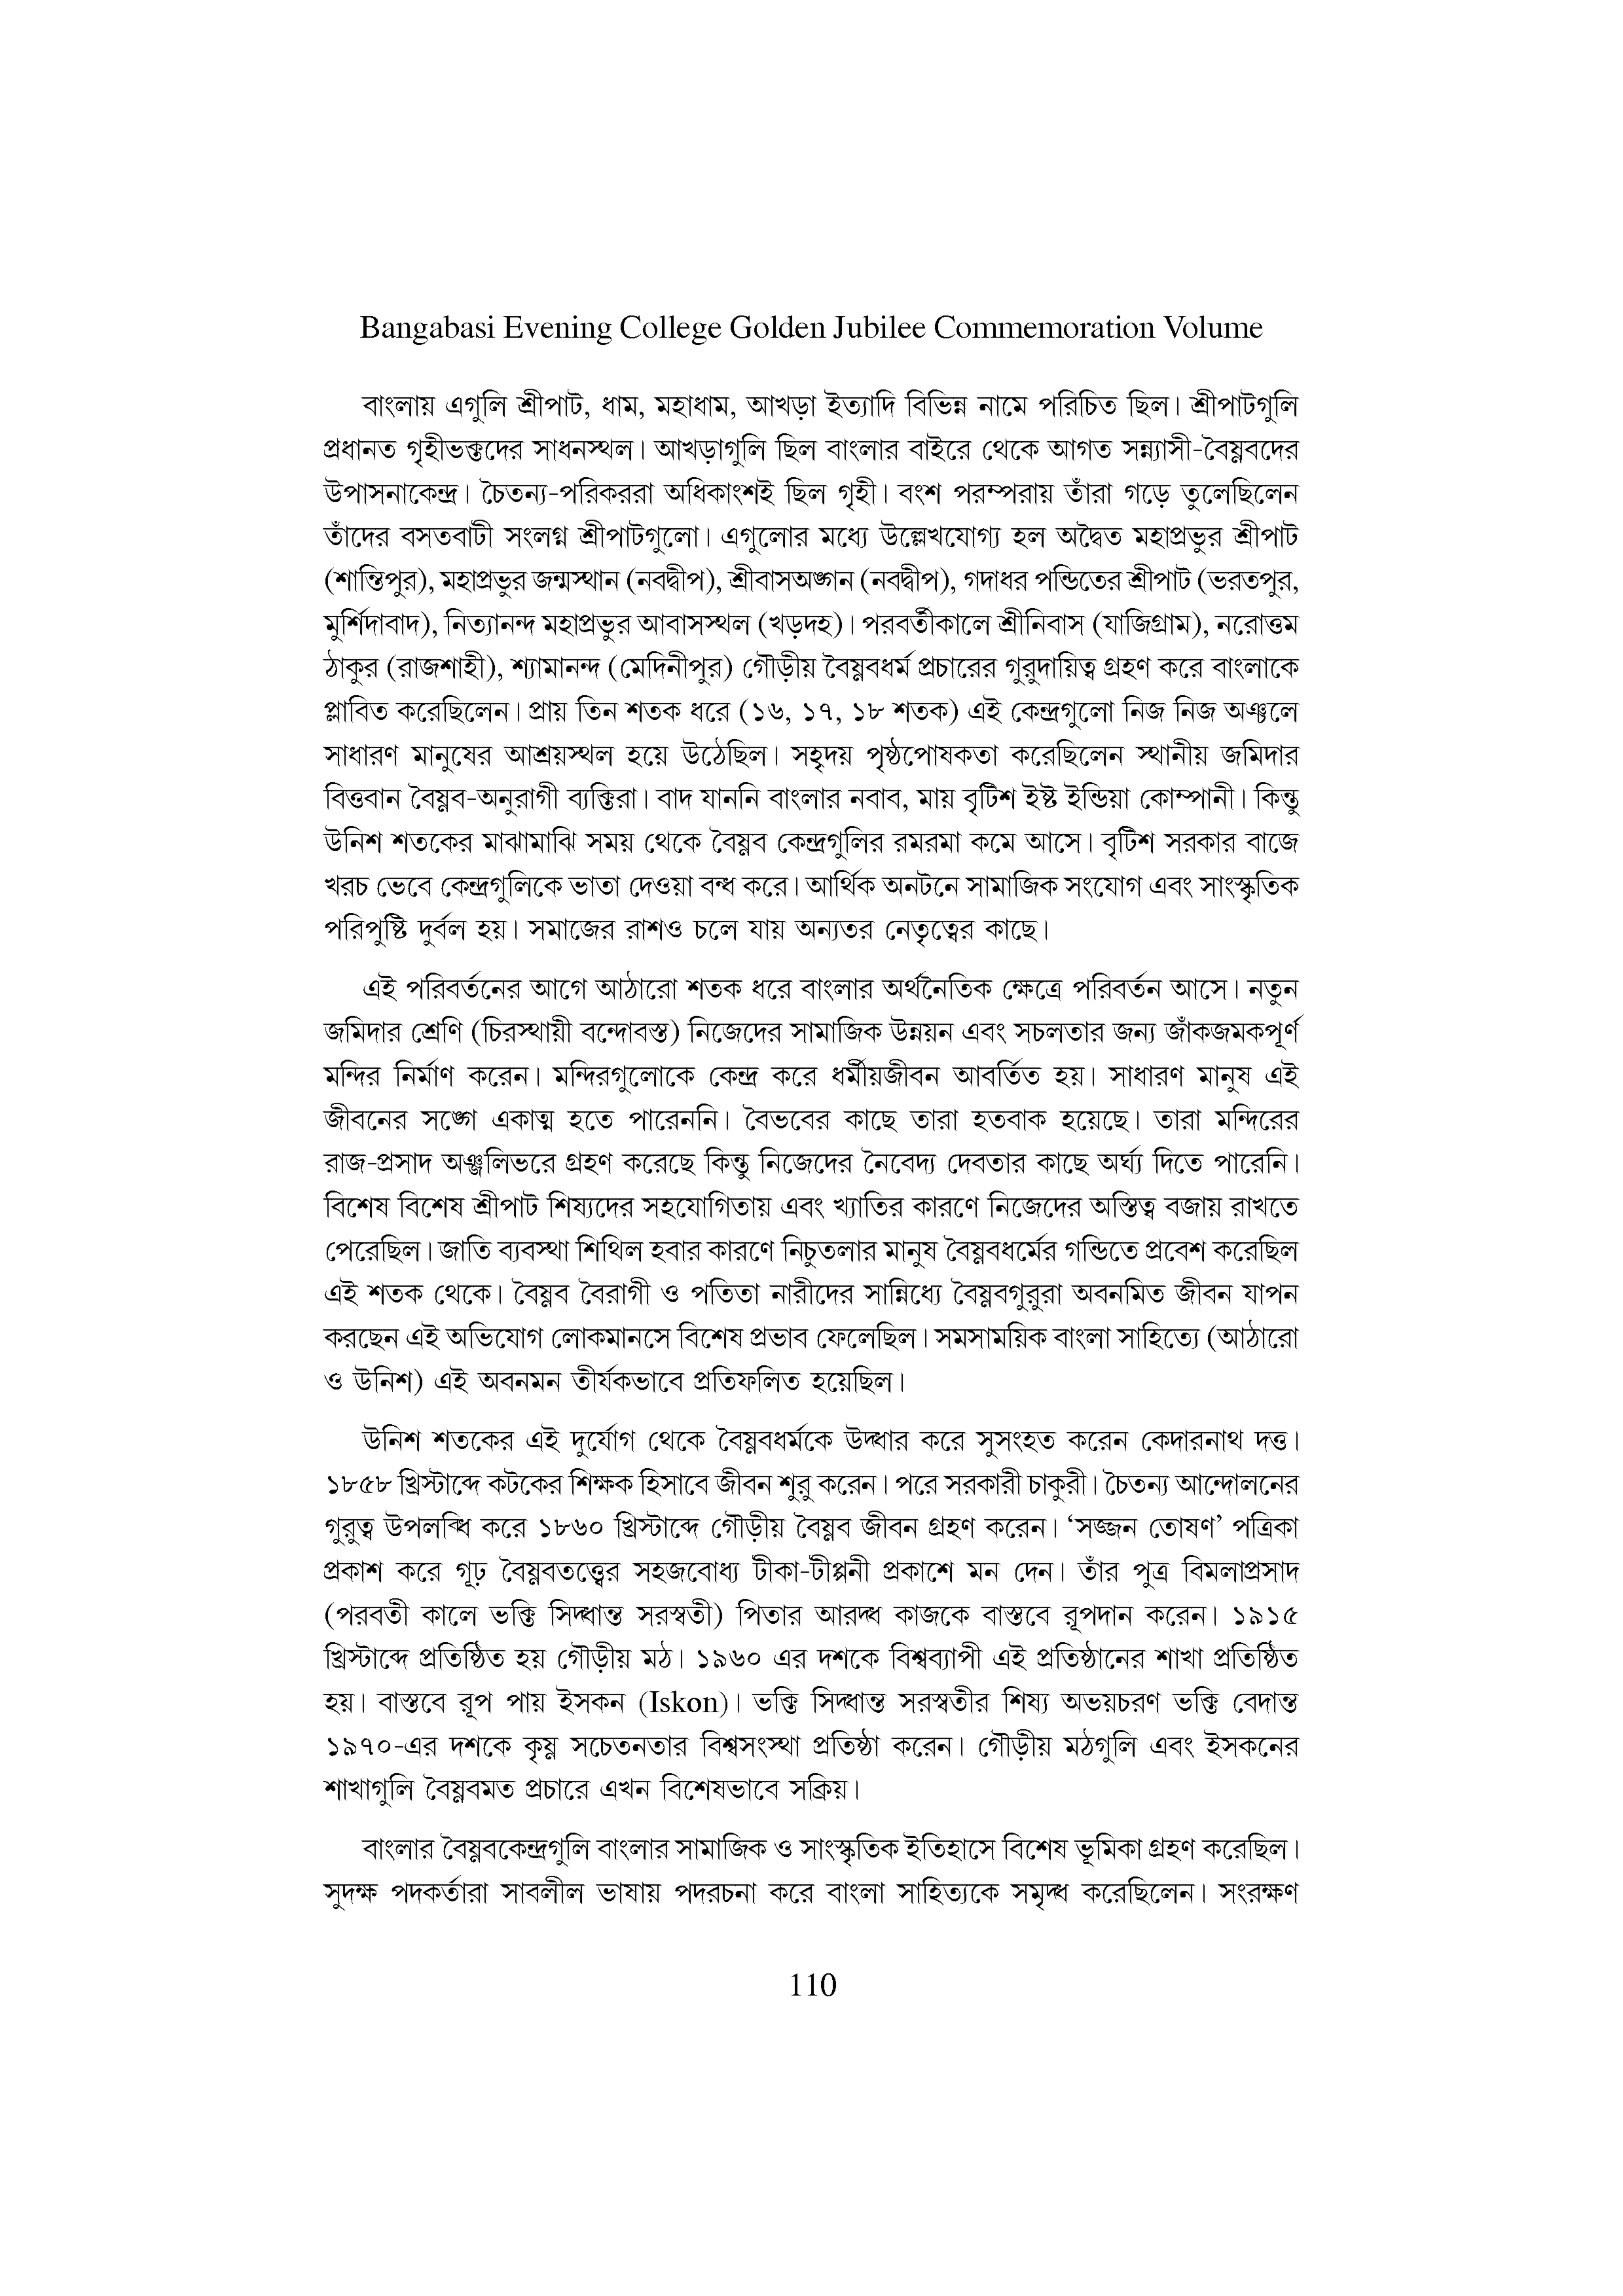 Bangabasi Evening College Golden Jubilee Commemoration Volume
বাংলায় এগুলি শ্রীপাট, ধাম, মহাধাম, আখড়া ইত্যাদি বিভিন্ন নামে পরিচিত ছিল। শ্রীপাটগুলি
প্রধানত গৃহীভক্তদের সাধনস্থল। আখড়াগুলি ছিল বাংলার বাইরে থেকে আগত সন্ন্যাসী-বৈষ্ণবদের
উপাসনাকেন্দ্র। চৈতন্য-পরিকররা অধিকাংশই ছিল গৃহী। বংশ পরম্পরায় তাঁরা গড়ে তুলেছিলেন
তাঁদের বসতবাটী সংলগ্ন শ্রীপাটগুলো। এগুলোর মধ্যে উল্লেখযোগ্য হল অদ্বৈত মহাপ্রভুর শ্রীপাট
(শান্তিপুর), মহাপ্রভুর জন্মস্থান (নবদ্বীপ), শ্রীবাসঅঙ্গন (নবদ্বীপ), গদাধর পন্ডিতের শ্রীপাট (ভরতপুর,
মুর্শিদাবাদ), নিত্যানন্দ মহাপ্রভুর আবাসস্থল (খড়দহ)। পরবর্তীকালে শ্রীনিবাস (যাজিগ্রাম), নরোত্তম
ঠাকুর (রাজশাহী), শ্যামানন্দ (মেদিনীপুর) গৌড়ীয় বৈষ্ণবধর্ম প্রচারের গুরুদায়িত্ব গ্রহণ করে বাংলাকে
প্লাবিত করেছিলেন। প্রায় তিন শতক ধরে (১৬, ১৭, ১৮ শতক) এই কেন্দ্রগুলো নিজ নিজ অঞ্চলে
সাধারণ মানুষের আশ্রয়স্থল হয়ে উঠেছিল। সহৃদয় পৃষ্ঠপোষকতা করেছিলেন স্থানীয় জমিদার
বিত্তবান বৈষ্ণব-অনুরাগী ব্যক্তিরা। বাদ যাননি বাংলার নবাব, মায় বৃটিশ ইষ্ট ইন্ডিয়া কোম্পানী। কিন্তু
উনিশ শতকের মাঝামাঝি সময় থেকে বৈষ্ণব কেন্দ্রগুলির রমরমা কমে আসে। বৃটিশ সরকার বাজে
খরচ ভেবে কেন্দ্রগুলিকে ভাতা দেওয়া বন্ধ করে। আর্থিক অনটনে সামাজিক সংযোগ এবং সাংস্কৃতিক
পরিপুষ্টি দুর্বল হয়। সমাজের রাশও চলে যায় অন্যতর নেতৃত্বের কাছে।
এই পরিবর্তনের আগে আঠারো শতক ধরে বাংলার অর্থনৈতিক ক্ষেত্রে পরিবর্তন আসে। নতুন
জমিদার শ্রেণি (চিরস্থায়ী বন্দোবস্ত) নিজেদের সামাজিক উন্নয়ন এবং সচলতার জন্য জাঁকজমকপূর্ণ
মন্দির নির্মাণ করেন। মন্দিরগুলোকে কেন্দ্র করে ধর্মীয়জীবন আবর্তিত হয়। সাধারণ মানুষ এই
জীবনের সঙ্গে একাত্ম হতে পারেননি। বৈভবের কাছে তারা হতবাক হয়েছে। তারা মন্দিরের
রাজ-প্রসাদ অঞ্জলিভরে গ্রহণ করেছে কিন্তু নিজেদের নৈবেদ্য দেবতার কাছে অর্ঘ্য দিতে পারেনি।
বিশেষ বিশেষ শ্রীপাট শিষ্যদের সহযোগিতায় এবং খ্যাতির কারণে নিজেদের অস্তিত্ব বজায় রাখতে
পেরেছিল। জাতি ব্যবস্থা শিথিল হবার কারণে নিচুতলার মানুষ বৈষ্ণবধর্মের গন্ডিতে প্রবেশ করেছিল
এই শতক থেকে। বৈষ্ণব বৈরাগী ও পতিতা নারীদের সান্নিধ্যে বৈষ্ণবগুরুরা অবনমিত জীবন যাপন
করছেন এই অভিযোগ লোকমানসে বিশেষ প্রভাব ফেলেছিল। সমসাময়িক বাংলা সাহিত্যে (আঠারো
ও উনিশ) এই অবনমন তীর্যকভাবে প্রতিফলিত হয়েছিল।
উনিশ শতকের এই দুর্যোগ থেকে বৈষ্ণবধর্মকে উদ্ধার করে সুসংহত করেন কেদারনাথ দত্ত।
১৮৫৮ খ্রিস্টাব্দে কটকের শিক্ষক হিসাবে জীবন শুরু করেন। পরে সরকারী চাকুরী। চৈতন্য আন্দোলনের
গুরুত্ব উপলব্ধি করে ১৮৬০ খ্রিস্টাব্দে গৌড়ীয় বৈষ্ণব জীবন গ্রহণ করেন। ‘সজ্জন তোষণ’ পত্রিকা
প্রকাশ করে গূঢ় বৈষ্ণবতত্ত্বের সহজবোধ্য টীকা-টীপ্পনী প্রকাশে মন দেন। তাঁর পুত্র বিমলাপ্রসাদ
(পরবর্তী কালে ভক্তি সিদ্ধান্ত সরস্বতী) পিতার আরদ্ধ কাজকে বাস্তবে রূপদান করেন। ১৯১৫
খ্রিস্টাব্দে প্রতিষ্ঠিত হয় গৌড়ীয় মঠ। ১৯৬০ এর দশকে বিশ্বব্যাপী এই প্রতিষ্ঠানের শাখা প্রতিষ্ঠিত
হয়। বাস্তবে রূপ পায় ইসকন (Iskon)। ভক্তি সিদ্ধান্ত সরস্বতীর শিষ্য অভয়চরণ ভক্তি বেদান্ত
১৯৭০-এর দশকে কৃষ্ণ সচেতনতার বিশ্বসংস্থা প্রতিষ্ঠা করেন। গৌড়ীয় মঠগুলি এবং ইসকনের
শাখাগুলি বৈষ্ণবমত প্রচারে এখন বিশেষভাবে সক্রিয়।
বাংলার বৈষ্ণবকেন্দ্রগুলি বাংলার সামাজিক ও সাংস্কৃতিক ইতিহাসে বিশেষ ভূমিকা গ্রহণ করেছিল।
সুদক্ষ পদকর্তারা সাবলীল ভাষায় পদরচনা করে বাংলা সাহিত্যকে সমৃদ্ধ করেছিলেন। সংরক্ষণ
110